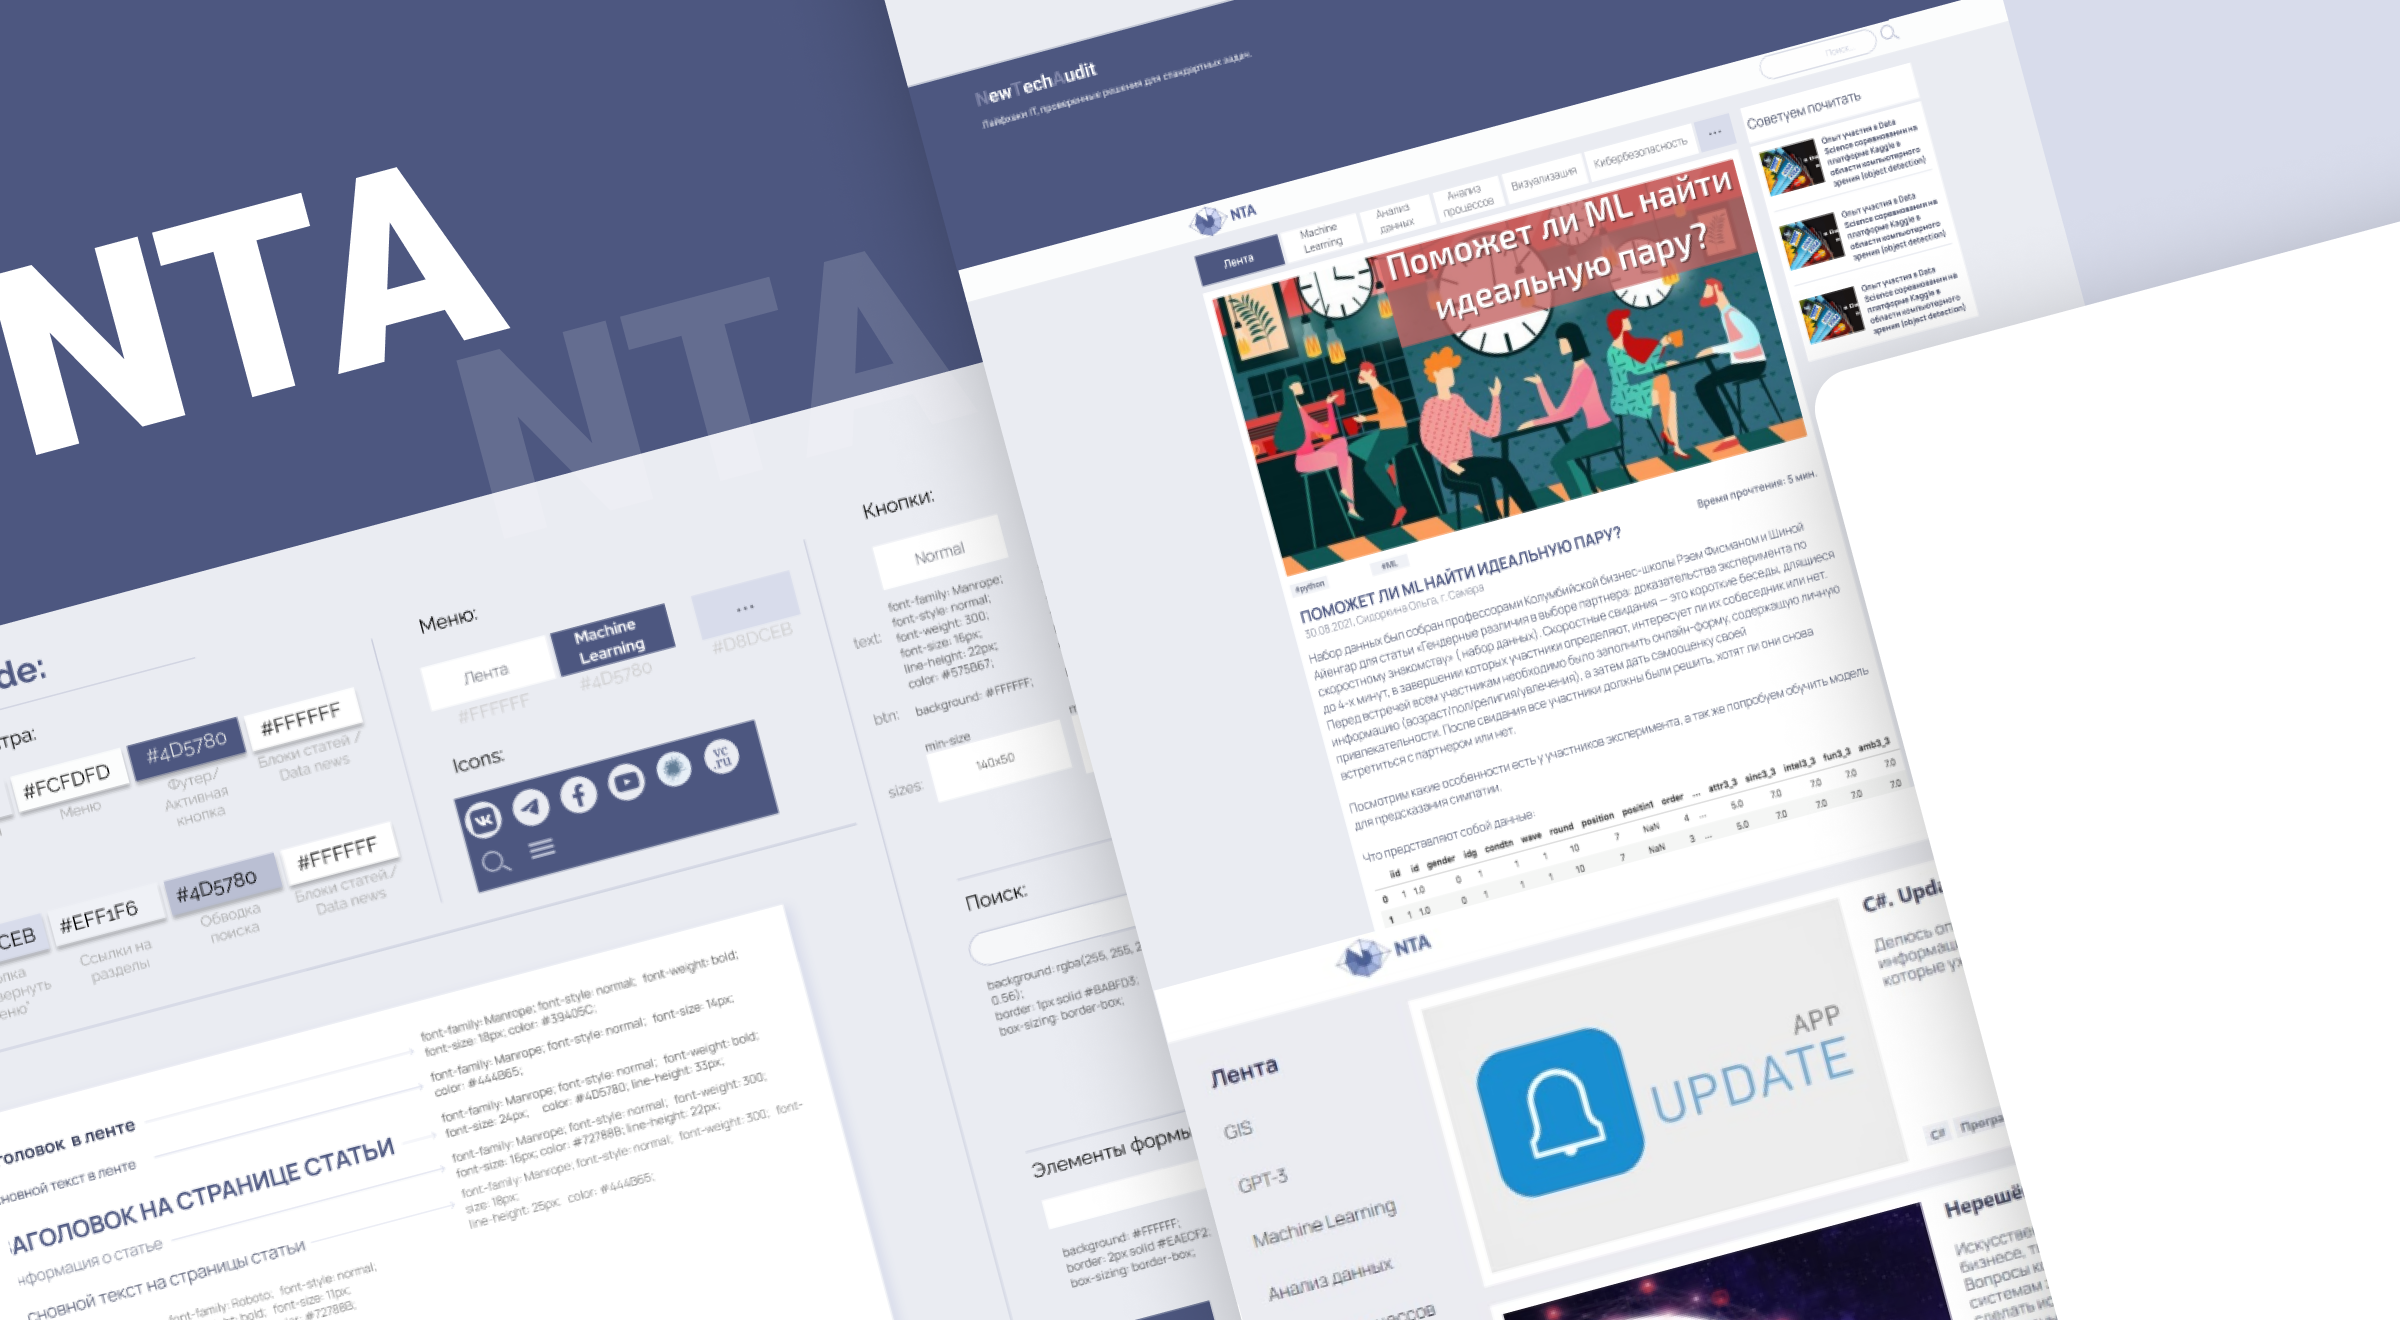 NTA
NTA
de:
тра:
#FCFDFD
Меню
#4D5780
Футер/
Активная
кнопка
#FFFFFF
Блоки статей /
Data news
CEB
#EFF1F6
Ссылки на
разделы
#4D5780
Обводка
поиска
#FFFFFF
Блоки статей /
Data news
Меню:
Лента
#FFFFFF
Machine
Learning
#4D5780
...
#D8DCEB
Icons:
vc
.ru
головок в ленте
сновной текст в ленте
АГОЛОВОК НА СТРАНИЦЕ СТАТЬИ
нформация о статье
сновной текст на страницы статьи
font-family: Manrope; font-style: normal; font-weight: bold;
font-size: 18px; color: #39405C;
font-family: Manrope; font-style: normal; font-size: 14px;
color: #444B65;
font-family: Manrope; font-style: normal; font-weight: bold;
font-size: 24px; color: #4D5780; line-height: 33px;
font-family: Manrope; font-style: normal; font-weight: 300;
font-size: 16px; color: #72788B; line-height: 22px;
font-family: Manrope; font-style: normal; font-weight: 300; font-
size: 18px;
line-height: 25px; color: #444B65;
font-family: Roboto; font-style: normal;
bold; font-size: 11px;
#72788B;
Кнопки:
Normal
text:
font-family: Manrope;
font-style: normal;
font-weight: 300;
font-size: 16px;
line-height: 22px;
color: #575B67;
btn:
background: #FFFFFF;
min-size
sizes:
140x50
Поиск:
background: rgba(255, 255, 2
0.56);
border: 1px solid #BABFD3;
box-sizing: border-box;
Элементы формы
background: #FFFFFF;
border: 2px solid #EAECF2;
box-sizing: border-box;
NewTechAudit
Лайфхаки IT, проверенные решения для стандартных задач.
Поиск...
NTA
Лента
Machine
Learning
Анализ
данных
Анализ
процессов
Визуализация
Кибербезопасность
...
Поможет ли ML найти
идеальную пару?
Советуем почитать
Опыт участия в Data
Science соревновании на
платформе Kaggle в
области компьютерного
зрения (object detection)
Опыт участия в Data
Science соревновании на
платформе Kaggle в
области компьютерного
зрения (object detection)
Опыт участия в Data
Science соревновании на
платформе Kaggle в
области компьютерного
зрения (object detection)
#python
#ML
Время прочтения: 5 мин.
ПОМОЖЕТ ЛИ ML НАЙТИ ИДЕАЛЬНУЮ ПАРУ?
30.08.2021, Сидоркина Ольга, г. Самара
Набор данных был собран профессорами Колумбийской бизнес-школы Рэем Фисманом и Шиной
Айенгар для статьи «Гендерные различия в выборе партнера: доказательства эксперимента по
скоростному знакомству» ( набор данных). Скоростные свидания – это короткие беседы, длящиеся
до 4-х минут, в завершении которых участники определяют, интересует ли их собеседник или нет.
Перед встречей всем участникам необходимо было заполнить онлайн-форму, содержащую личную
информацию (возраст/пол/религия/увлечения), а затем дать самооценку своей
привлекательности. После свидания все участники должны были решить, хотят ли они снова
встретиться с партнером или нет.
Посмотрим какие особенности есть у участников эксперимента, а так же попробуем обучить модель
для предсказания симпатии.
Что представляют собой данные:
iid id gender idg condtn wave round position positin1 order ... attr3_3 sinc3_3 intel3_3 fun3_3 amb3_3
0 1 1.0 0 1 1 1 10 7 NaN 4 ... 5.0 7.0 7.0 7.0 7.0
1 1 1.0 0 1 1 1 10 7 NaN 3 ... 5.0 7.0 7.0 7.0 7.0
NTA
Лента
GIS
GPT-3
Machine Learning
Анализ данных
ессов
APP
UPDATE
C#. Upda
Делюсь оп
информац
которые уж
C#
Програ
Нерешё
Искусствен
бизнесе, т
Вопросы к
системам
сделать ис